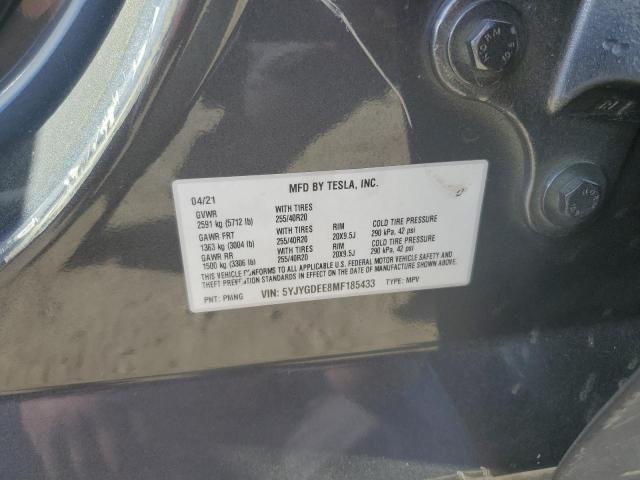 MFD BY TESLA, INC.
04/21
GVWR WITH TIRES
2591 kg (5712 lb) 255/40R20
GAWR FRT WITH TIRES RIM COLD TIRE PRESSURE
1363 kg (3004 lb) 255/40R20 20X9.5J 290 kPa, 42 psi
GAWR RR WITH TIRES RIM COLD TIRE PRESSURE
1500 kg (3306 lb) 255/40R20 20X9.5J 290 kPa, 42 psi
THIS VEHICLE CONFORMS TO ALL APPLICABLE U.S. FEDERAL MOTOR VEHICLE SAFETY AND
THEFT PREVENTION STANDARDS IN EFFECT ON THE DATE OF MANUFACTURE SHOWN ABOVE.
PNT: PMNG VIN: 5YJYGDEE8MF185433 TYPE: MPV